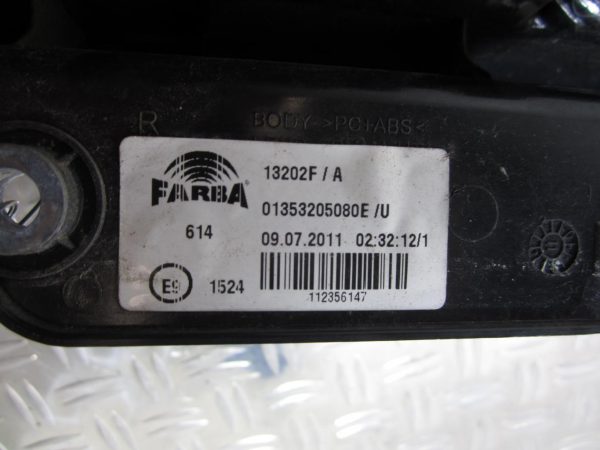 R BODY >PC+ABS<
FARBA
13202F / A
01353205080E /U
614
09.07.2011 02:32:12/1
E9
1524
112356147